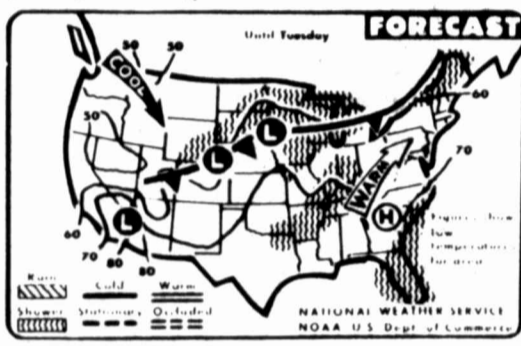 FORECAST
Until Tuesday
50
50
COOL
60
50
L
L
70
WARM
H
L
60
70
80
80
Figures show
low
temperatures
for area
Rain
Cold
Warm
Shower
Stationary
Occluded
NATIONAL WEATHER SERVICE
NOAA U S Dept of Commerce